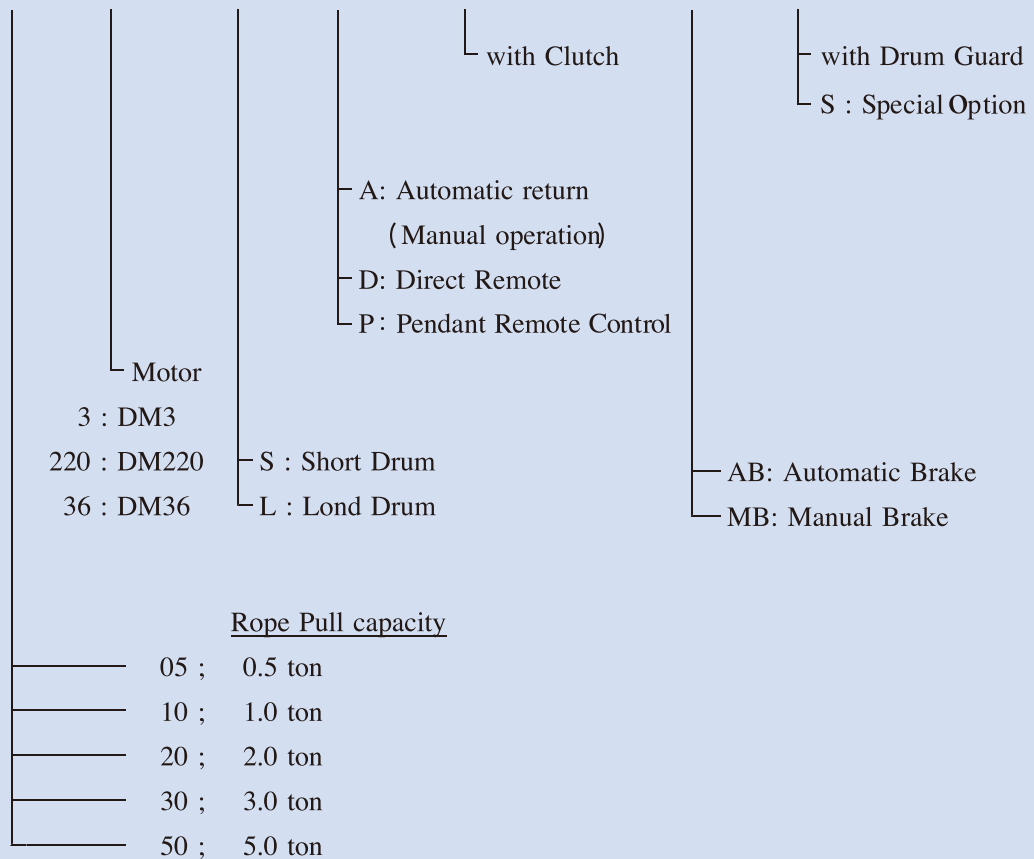 with Clutch
with Drum Guard
S : Special Option
A: Automatic return
(Manual operation)
D: Direct Remote
P: Pendant Remote Control
Motor
3 : DM3
220 : DM220
36 : DM36
S : Short Drum
L : Lond Drum
AB: Automatic Brake
MB: Manual Brake
Rope Pull capacity
05 ; 0.5 ton
10 ; 1.0 ton
20 ; 2.0 ton
30 ; 3.0 ton
50 ; 5.0 ton